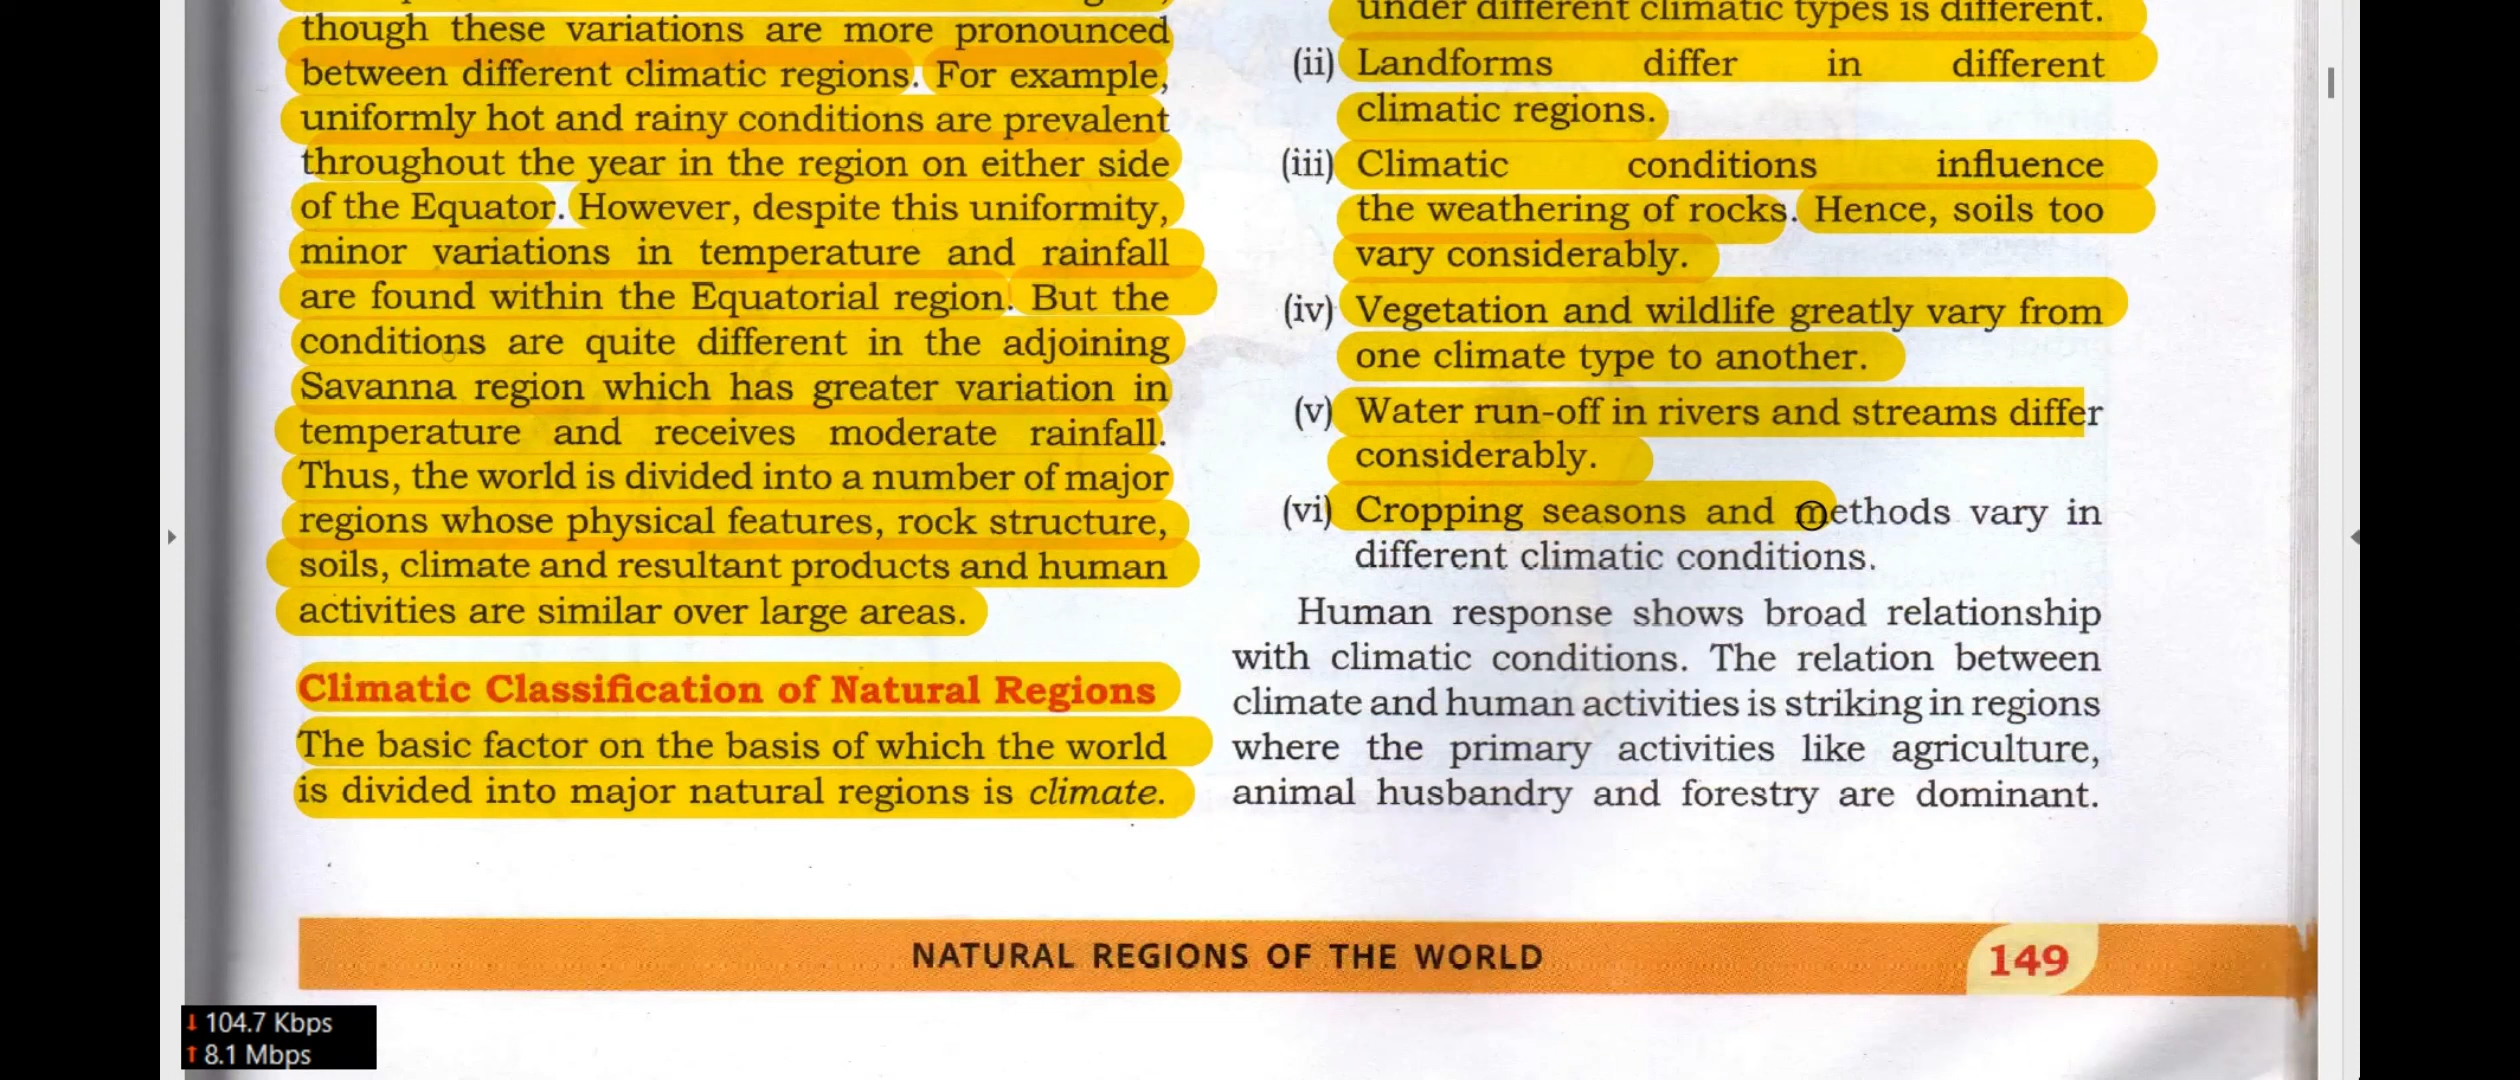 though these variations are more pronounced
between different climatic regions. For example,
uniformly hot and rainy conditions are prevalent
throughout the year in the region on either side
of the Equator. However, despite this uniformity,
minor variations in temperature and rainfall
are found within the Equatorial region. But the
conditions are quite different in the adjoining
Savanna region which has greater variation in
temperature and receives moderate rainfall.
Thus, the world is divided into a number of major
regions whose physical features, rock structure,
soils, climate and resultant products and human
activities are similar over large areas.
Climatic Classification of Natural Regions
The basic factor on the basis of which the world
is divided into major natural regions is climate.
under different climatic types is different.
(ii) Landforms differ in different
climatic regions.
(iii) Climatic conditions influence
the weathering of rocks. Hence, soils too
vary considerably.
(iv) Vegetation and wildlife greatly vary from
one climate type to another.
(v) Water run-off in rivers and streams differ
considerably.
(vi) Cropping seasons and methods vary in
different climatic conditions.
Human response shows broad relationship
with climatic conditions. The relation between
climate and human activities is striking in regions
where the primary activities like agriculture,
animal husbandry and forestry are dominant.
NATURAL REGIONS OF THE WORLD
149
↓ 104.7 Kbps
↑ 8.1 Mbps